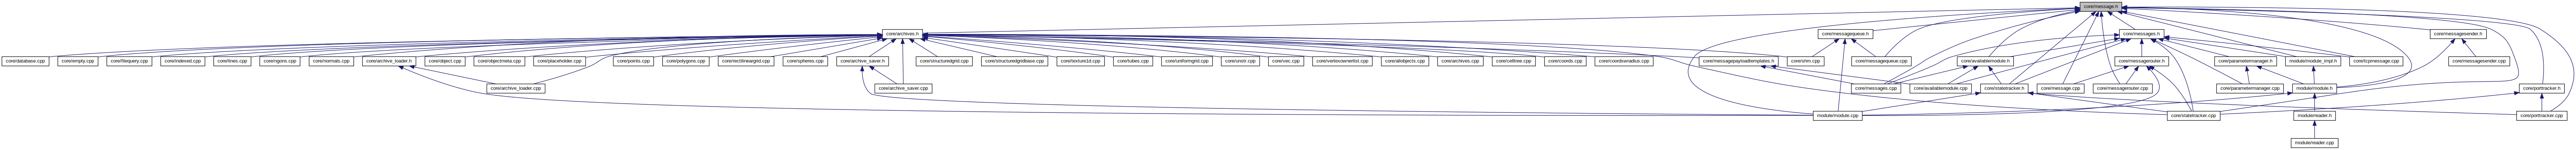 core/message.h
core/archives.h
core/messagequeue.h
core/messages.h
core/messagesender.h
core/database.cpp
core/empty.cpp
core/filequery.cpp
core/indexed.cpp
core/lines.cpp
core/ngons.cpp
core/normals.cpp
core/archive_loader.h
core/object.cpp
core/objectmeta.cpp
core/placeholder.cpp
core/points.cpp
core/polygons.cpp
core/rectilineargrid.cpp
core/spheres.cpp
core/archive_saver.h
core/structuredgrid.cpp
core/structuredgridbase.cpp
core/texture1d.cpp
core/tubes.cpp
core/uniformgrid.cpp
core/unstr.cpp
core/vec.cpp
core/vertexownerlist.cpp
core/allobjects.cpp
core/archives.cpp
core/celltree.cpp
core/coords.cpp
core/coordswradius.cpp
core/messagepayloadtemplates.h
core/shm.cpp
core/messagequeue.cpp
core/availablemodule.h
core/messagerouter.h
core/parametermanager.h
module/module_impl.h
core/tcpmessage.cpp
core/messagesender.cpp
core/archive_loader.cpp
core/archive_saver.cpp
core/messages.cpp
core/availablemodule.cpp
core/statetracker.h
core/message.cpp
core/messagerouter.cpp
core/parametermanager.cpp
module/module.h
core/porttracker.h
module/module.cpp
core/statetracker.cpp
module/reader.h
core/porttracker.cpp
module/reader.cpp